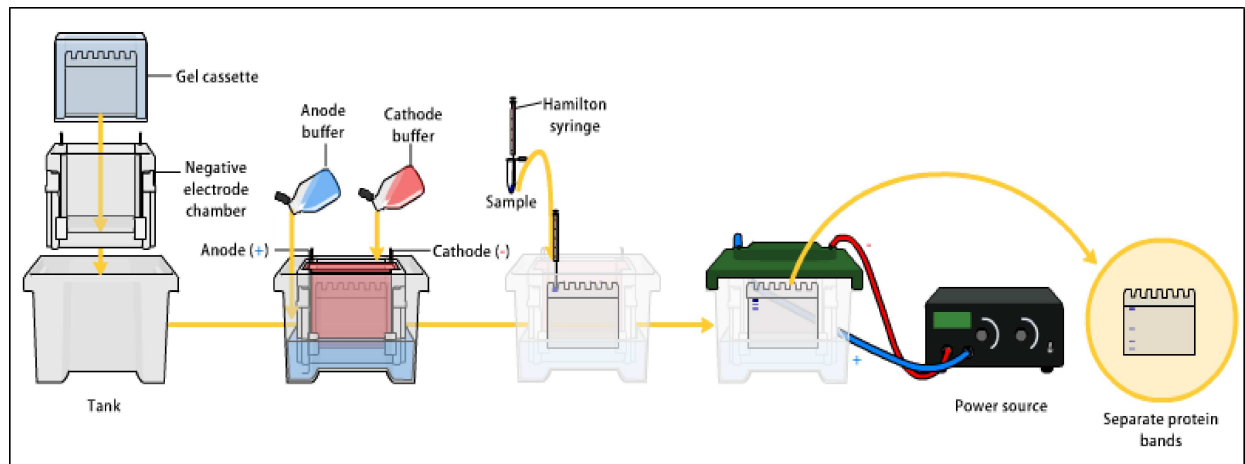 Gel cassette
Negative
electrode
chamber
Tank
Anode
buffer
Cathode
buffer
Anode (+)
Cathode (-)
Hamilton
syringe
Sample
-
+
Power source
Separate protein
bands